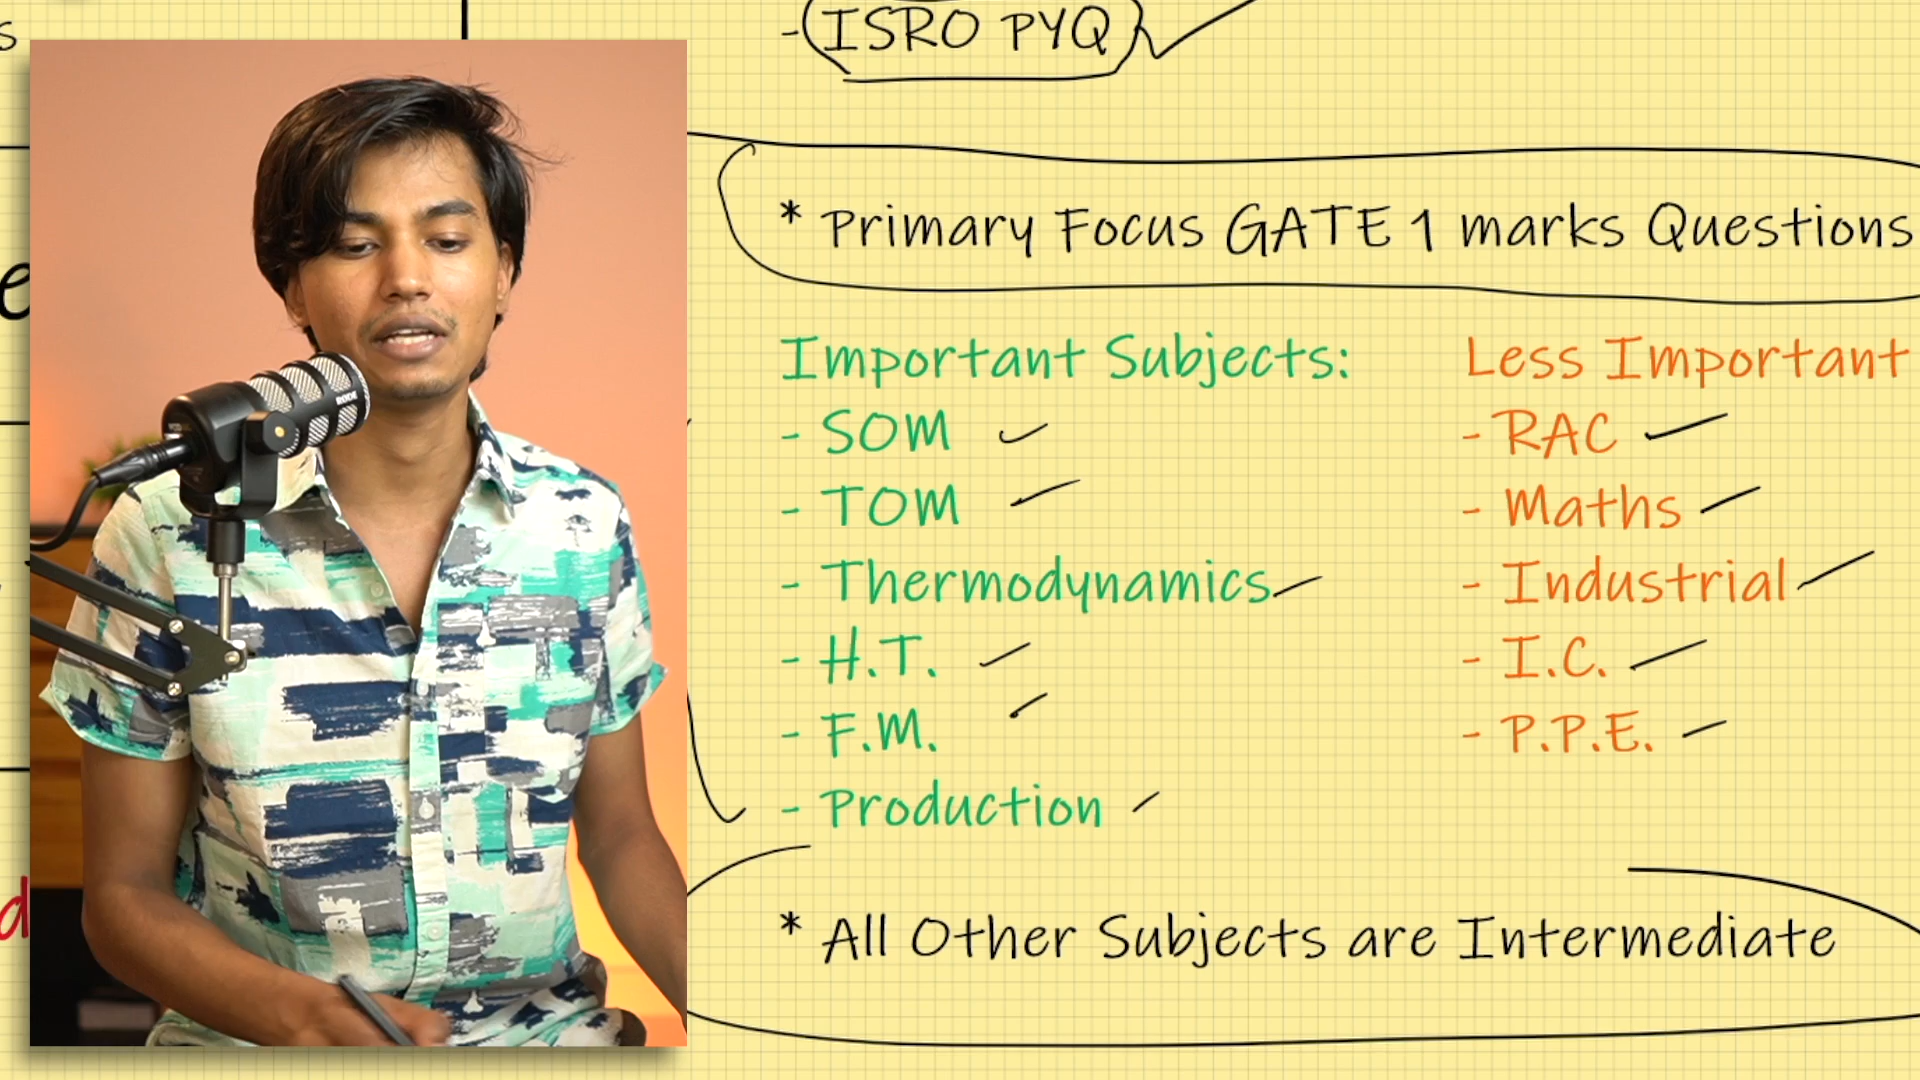 - ISRO PYQ
* Primary Focus GATE 1 marks Questions
Important Subjects:
- SOM
- TOM
- Thermodynamics
- H.T.
- F.M.
- Production
Less Important
- RAC
- Maths
- Industrial
- I.C.
- P.P.E.
* All Other Subjects are Intermediate
RODE